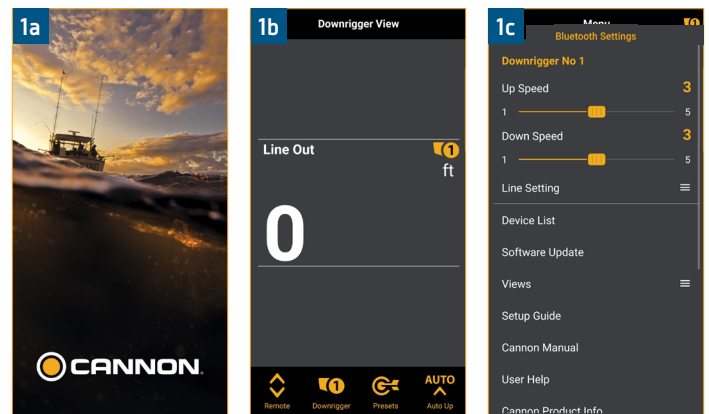 1a
CANNON
1b
Downrigger View
Line Out
1
ft
0
Remote
1
Downrigger
Presets
AUTO
Auto Up
1c
Menu
1
Bluetooth Settings
Downrigger No 1
Up Speed 3
1 5
Down Speed 3
1 5
Line Setting
Device List
Software Update
Views
Setup Guide
Cannon Manual
User Help
Cannon Product Info